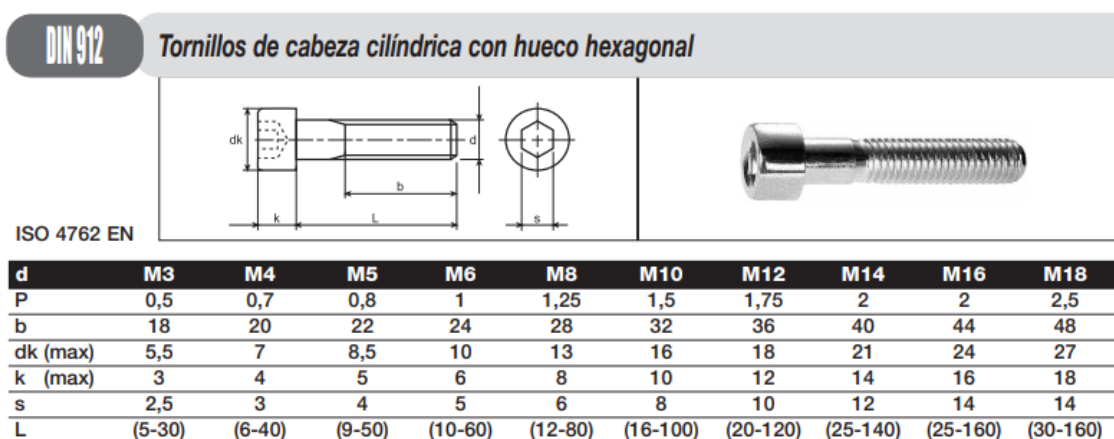 DIN 912
Tornillos de cabeza cilíndrica con hueco hexagonal
dk
d
b
k
L
s
ISO 4762 EN
d M3 M4 M5 M6 M8 M10 M12 M14 M16 M18
P 0,5 0,7 0,8 1 1,25 1,5 1,75 2 2 2,5
b 18 20 22 24 28 32 36 40 44 48
dk (max) 5,5 7 8,5 10 13 16 18 21 24 27
k (max) 3 4 5 6 8 10 12 14 16 18
s 2,5 3 4 5 6 8 10 12 14 14
L (5-30) (6-40) (9-50) (10-60) (12-80) (16-100) (20-120) (25-140) (25-160) (30-160)